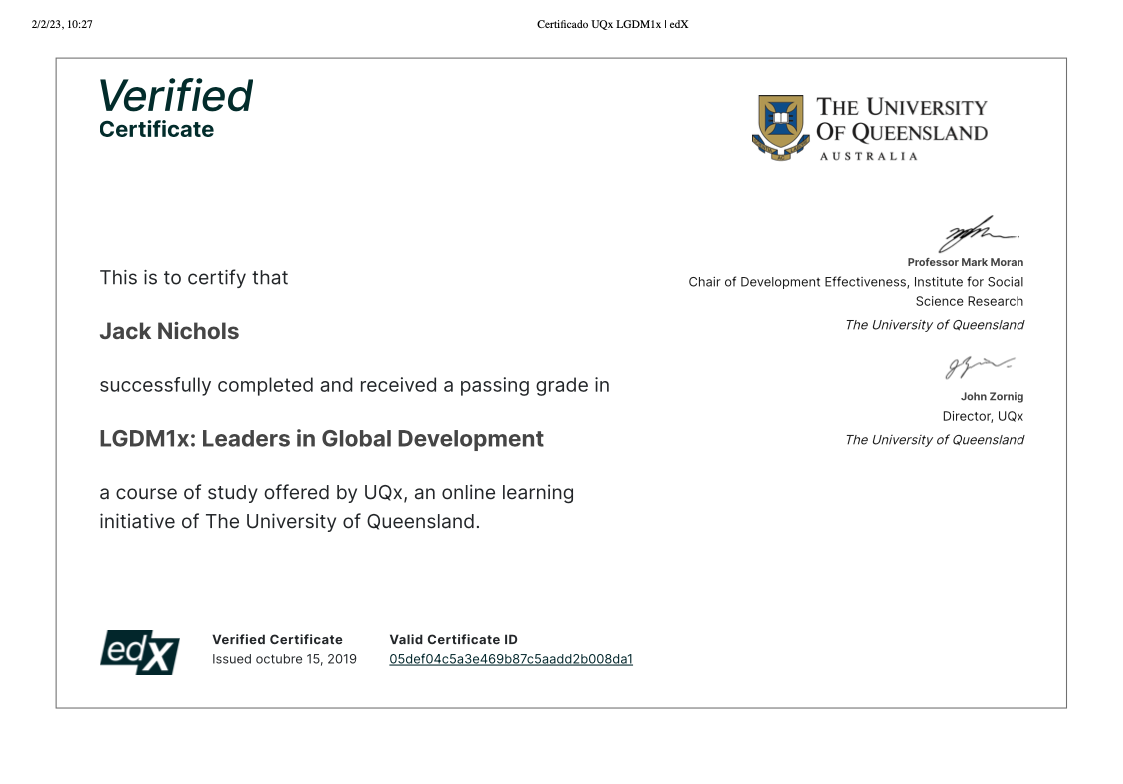 2/2/23, 10:27
Certificado UQx LGDM1x | edX
Verified
Certificate
THE UNIVERSITY
OF QUEENSLAND
AUSTRALIA
This is to certify that
Jack Nichols
successfully completed and received a passing grade in
LGDM1x: Leaders in Global Development
a course of study offered by UQx, an online learning
initiative of The University of Queensland.
Professor Mark Moran
Chair of Development Effectiveness, Institute for Social
Science Research
The University of Queensland
John Zornig
Director, UQx
The University of Queensland
edX
Verified Certificate
Issued octubre 15, 2019
Valid Certificate ID
05def04c5a3e469b87c5aadd2b008da1